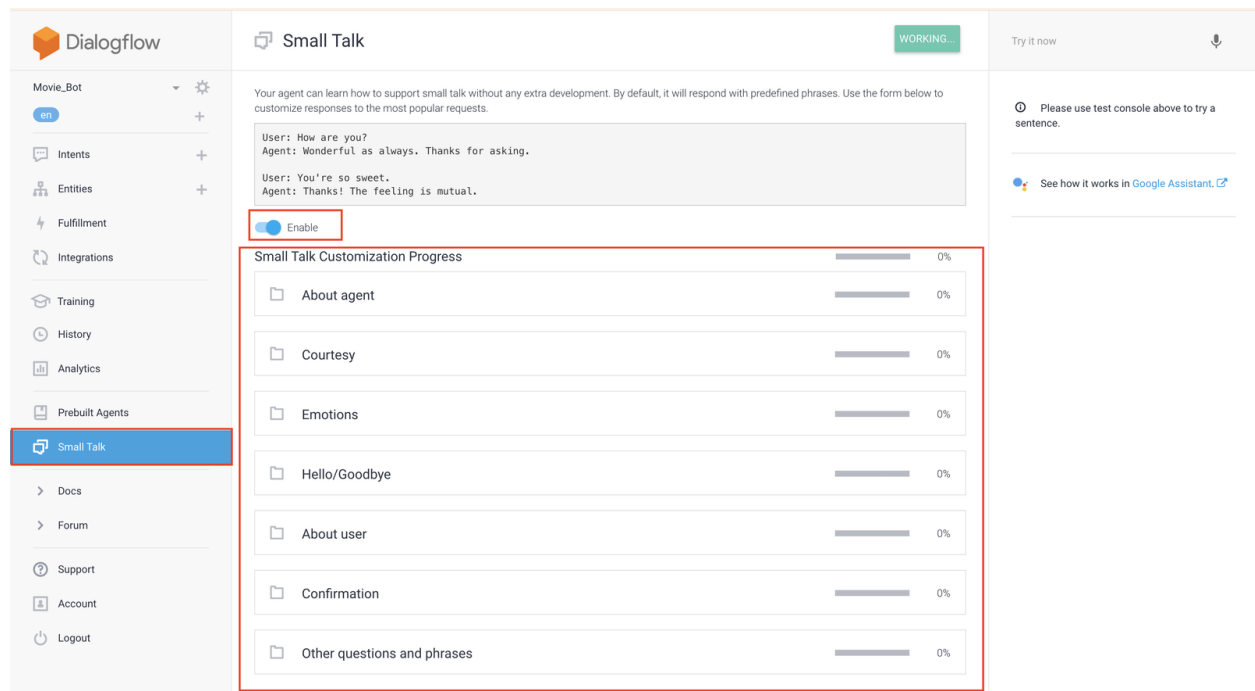 Dialogflow
Movie_Bot
en
Intents
Entities
Fulfillment
Integrations
Training
History
Analytics
Prebuilt Agents
Small Talk
Docs
Forum
Support
Account
Logout
Small Talk
WORKING...
Your agent can learn how to support small talk without any extra development. By default, it will respond with predefined phrases. Use the form below to
customize responses to the most popular requests.
User: How are you?
Agent: Wonderful as always. Thanks for asking.
User: You're so sweet.
Agent: Thanks! The feeling is mutual.
Enable
Small Talk Customization Progress 0%
About agent 0%
Courtesy 0%
Emotions 0%
Hello/Goodbye 0%
About user 0%
Confirmation 0%
Other questions and phrases 0%
Try it now
Please use test console above to try a
sentence.
See how it works in Google Assistant.